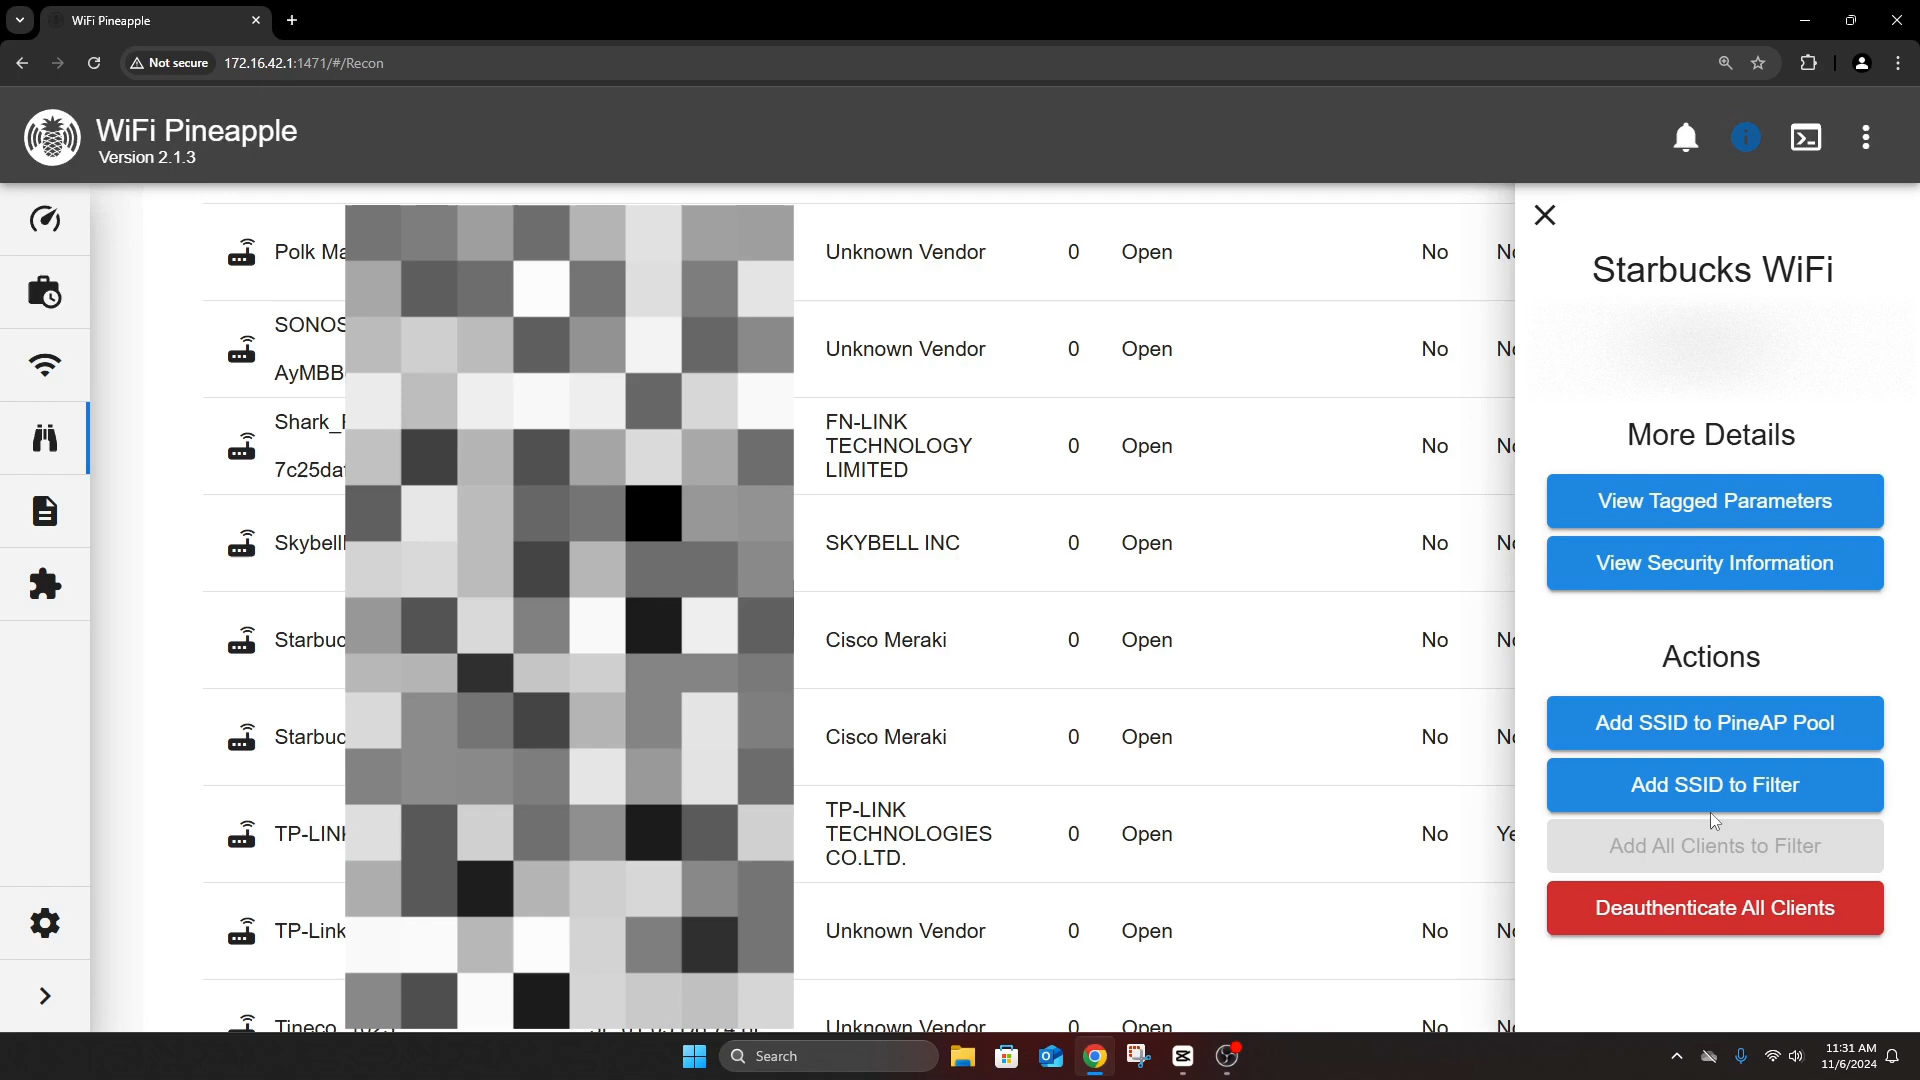 WiFi Pineapple
Not secure 172.16.42.1:1471/#/Recon
WiFi Pineapple
Version 2.1.3
Polk Ma
Unknown Vendor 0 Open No
SONOS
AyMBB
Unknown Vendor 0 Open No
Shark_
7c25da
FN-LINK
TECHNOLOGY
LIMITED
0 Open No
Skybell
SKYBELL INC 0 Open No
Starbuc Cisco Meraki 0 Open No
Starbuc Cisco Meraki 0 Open No
TP-LIN
TP-LINK
TECHNOLOGIES
CO.LTD.
0 Open No Ye
TP-Link Unknown Vendor 0 Open No
Tineco Unknown Vendor 0 Open No
Starbucks WiFi
More Details
View Tagged Parameters
View Security Information
Actions
Add SSID to PineAP Pool
Add SSID to Filter
Add All Clients to Filter
Deauthenticate All Clients
Search
11:31 AM
11/6/2024